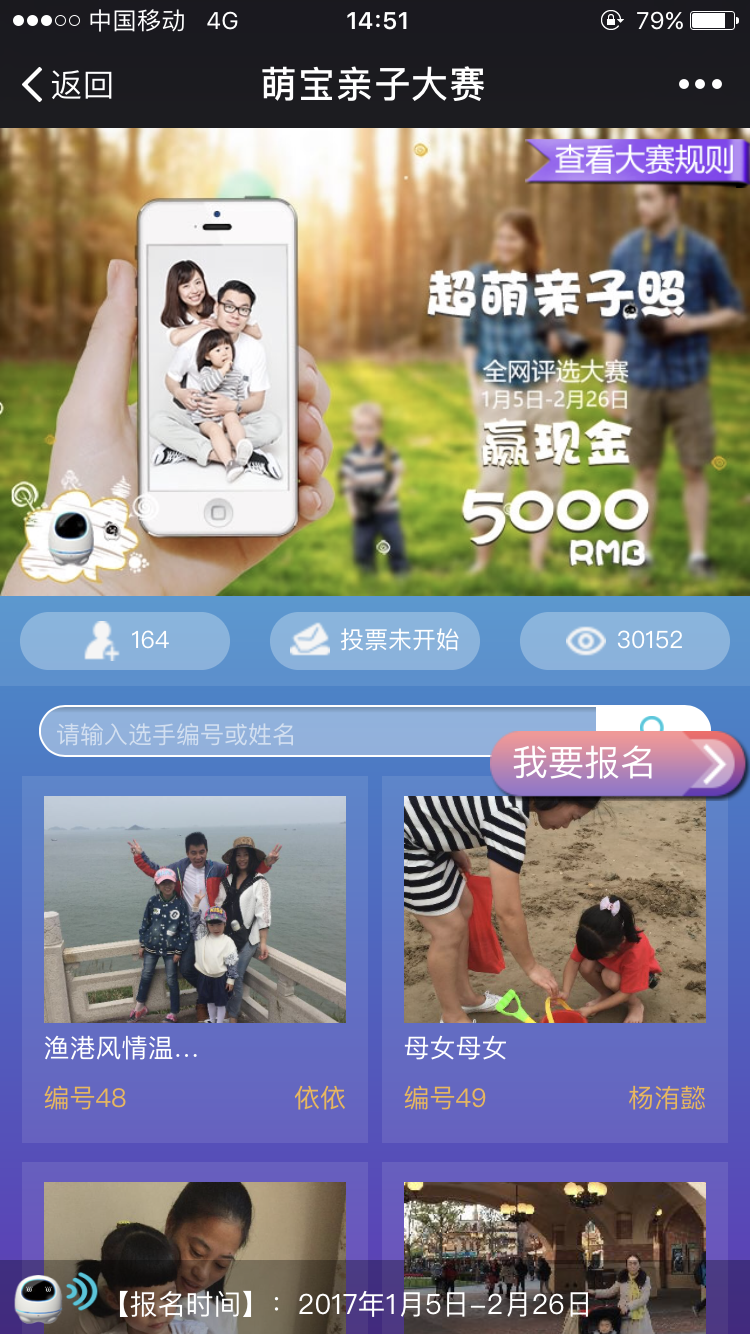 中国移动 4G 14:51 79%
返回 萌宝亲子大赛
查看大赛规则
超萌亲子照
全网评选大赛
1月5日-2月26日
赢现金
5000
RMB
164 投票未开始 30152
请输入选手编号或姓名
我要报名
渔港风情温...
编号48 依依
母女母女
编号49 杨洧懿
【报名时间】：2017年1月5日-2月26日